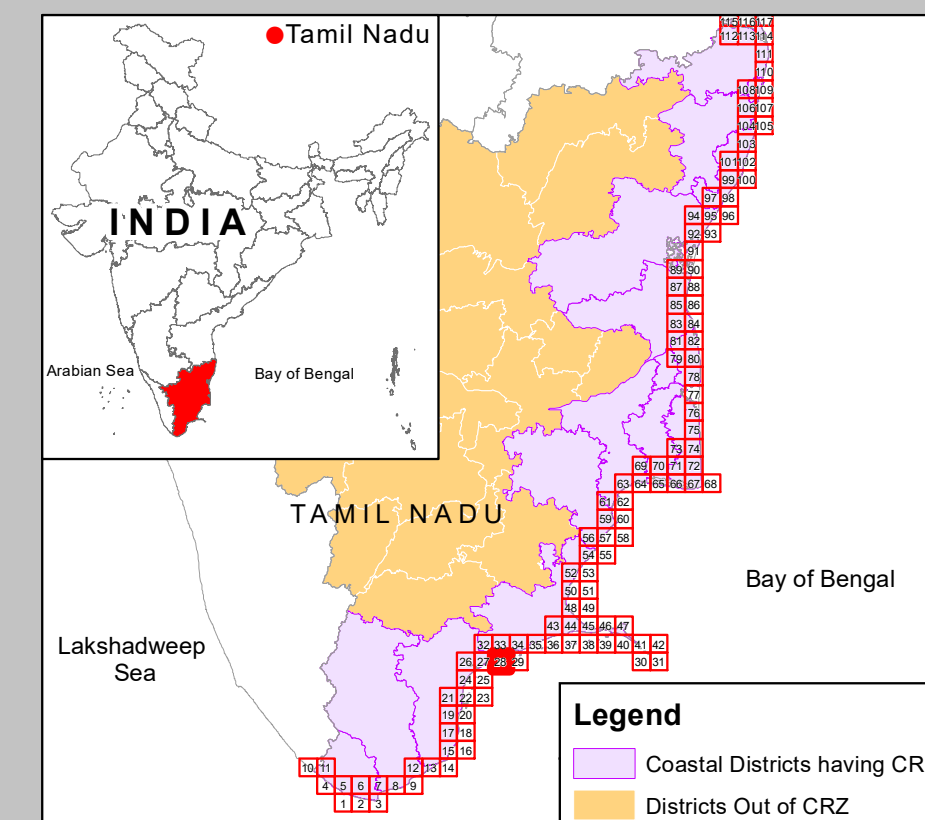 Tamil Nadu
INDIA
Arabian Sea
Bay of Bengal
115 116 117
112 113 114
111
110
108 109
106 107
104 105
103
101 102
99 100
97 98
94 95 96
92 93
91
89 90
87 88
85 86
83 84
81 82
79 80
78
77
76
75
73 74
69 70 71 72
63 64 65 66 67 68
61 62
TAMIL NADU
59 60
56 57 58
54 55
52 53
Bay of Bengal
50 51
48 49
43 44 45 46 47
32 33 34 35 36 37 38 39 40 41 42
Lakshadweep
Sea
26 27 28 29 30 31
24 25
21 22 23
19 20
17 18
15 16
10 11 12 13 14
4 5 6 7 8 9
1 2 3
Legend
Coastal Districts having CR
Districts Out of CRZ